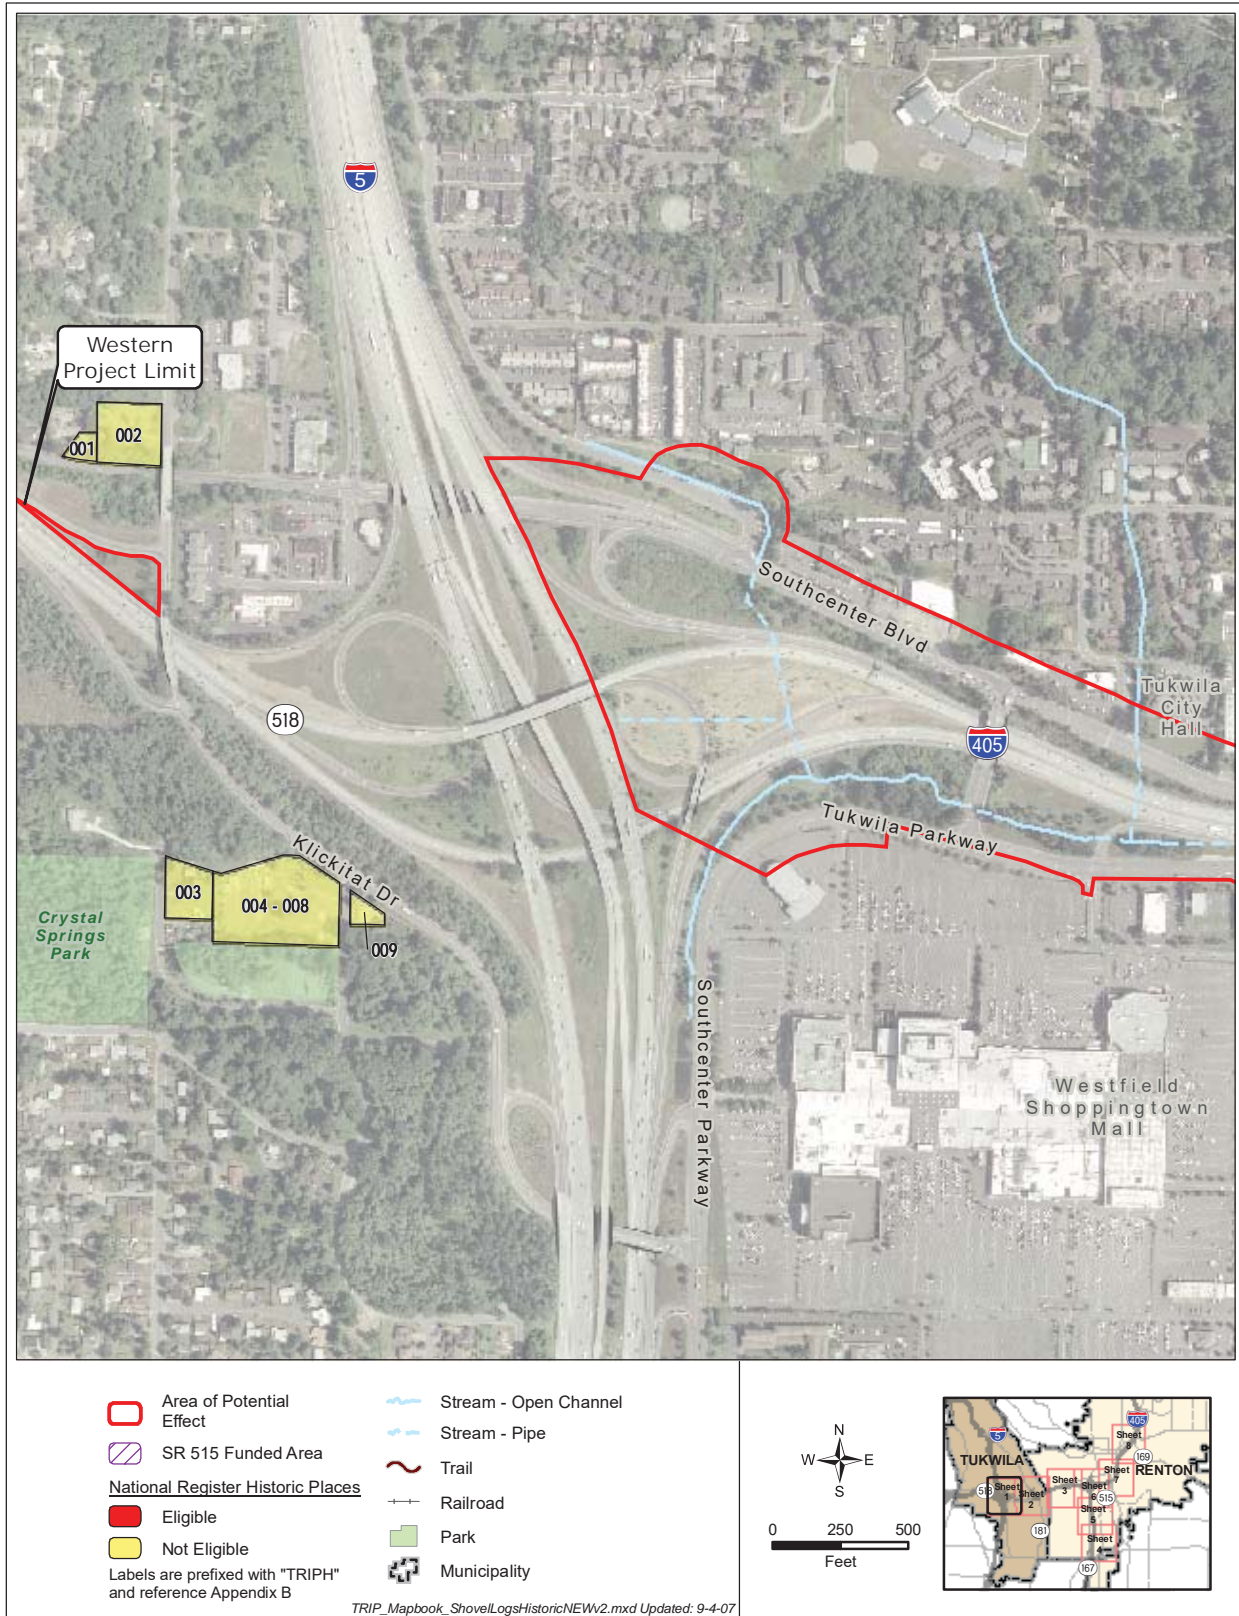 5
Western
Project Limit
001
002
Southcenter Blvd
Tukwila
City
Hall
518
405
Tukwila Parkway
Klickitat Dr
003
004 - 008
009
Crystal
Springs
Park
Southcenter Parkway
Westfield
Shoppingtown
Mall
Area of Potential
Effect
SR 515 Funded Area
National Register Historic Places
Eligible
Not Eligible
Labels are prefixed with "TRIPH"
and reference Appendix B
Stream - Open Channel
Stream - Pipe
Trail
Railroad
Park
Municipality
TRIP_Mapbook_ShovelLogsHistoricNEWv2.mxd Updated: 9-4-07
N
W E
S
0 250 500
Feet
405
5
Sheet
8
TUKWILA
169
RENTON
Sheet
7
518
Sheet
1
Sheet
2
Sheet
3
Sheet
6
515
Sheet
5
181
Sheet
4
167